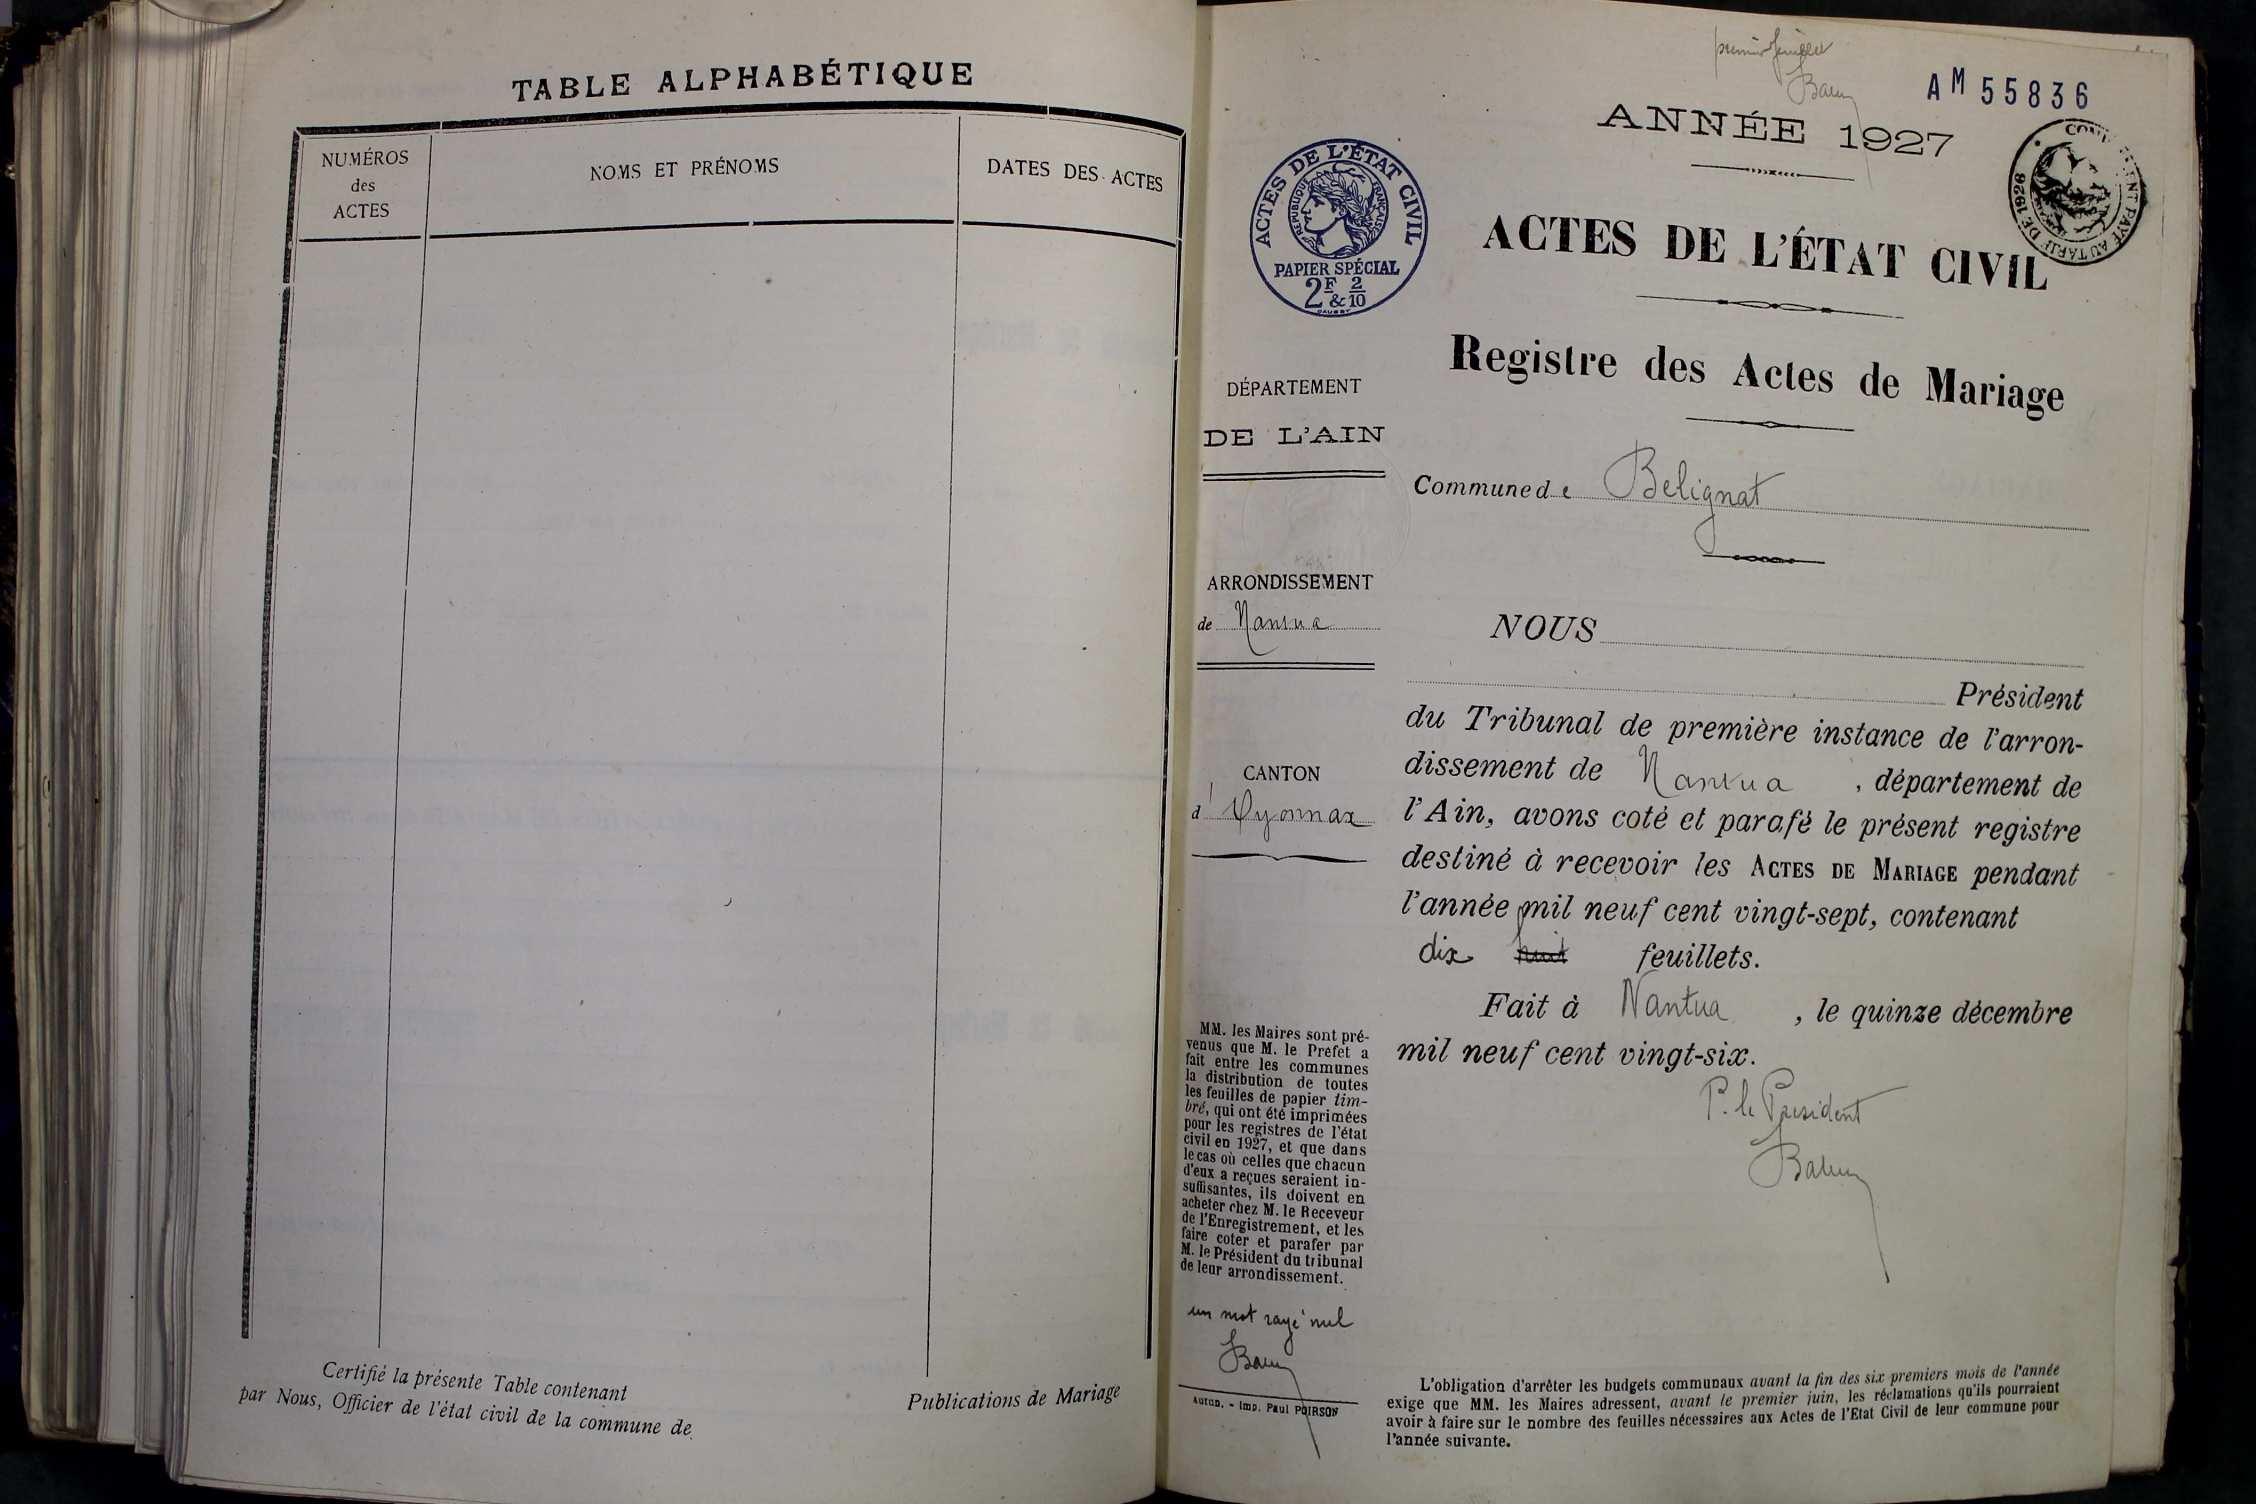 TABLE ALPHABÉTIQUE
NUMÉROS
des
ACTES
NOMS ET PRÉNOMS
DATES DES ACTES
Certifié la présente Table contenant
par Nous, Officier de l'état civil de la commune de
Publications de Mariage
premier feuillet
AM 55836
ANNÉE 1927
ACTES DE L'ÉTAT CIVIL
RÉPUBLIQUE FRANÇAISE
PAPIER SPÉCIAL
2F & 2/10
TARIF DE 1926
ACTES DE L'ÉTAT CIVIL
Registre des Actes de Mariage
DÉPARTEMENT
DE L'AIN
Commune de Belignat
ARRONDISSEMENT
de Nantua
CANTON
d'Oyonnax
NOUS
Président
du Tribunal de première instance de l'arron-
dissement de Nantua, département de
l'Ain, avons coté et parafé le présent registre
destiné à recevoir les ACTES DE MARIAGE pendant
l'année mil neuf cent vingt-sept, contenant
dix huit feuillets.
Fait à Nantua, le quinze décembre
mil neuf cent vingt-six.
P. le Président
MM. les Maires sont pré-
venus que M. le Préfet a
fait entre les communes
la distribution de toutes
les feuilles de papier tim-
bré, qui ont été imprimées
pour les registres de l'état
civil en 1927, et que dans
le cas où celles que chacun
d'eux a reçues seraient in-
suffisantes, ils doivent en
acheter chez M. le Receveur
de l'Enregistrement, et les
faire coter et parafer par
M. le Président du tribunal
de leur arrondissement.
un mot rayé nul
Autun. - Imp. Paul POIRSON
L'obligation d'arrêter les budgets communaux avant la fin des six premiers mois de l'année
exige que MM. les Maires adressent, avant le premier juin, les réclamations qu'ils pourraient
avoir à faire sur le nombre des feuilles nécessaires aux Actes de l'Etat Civil de leur commune pour
l'année suivante.